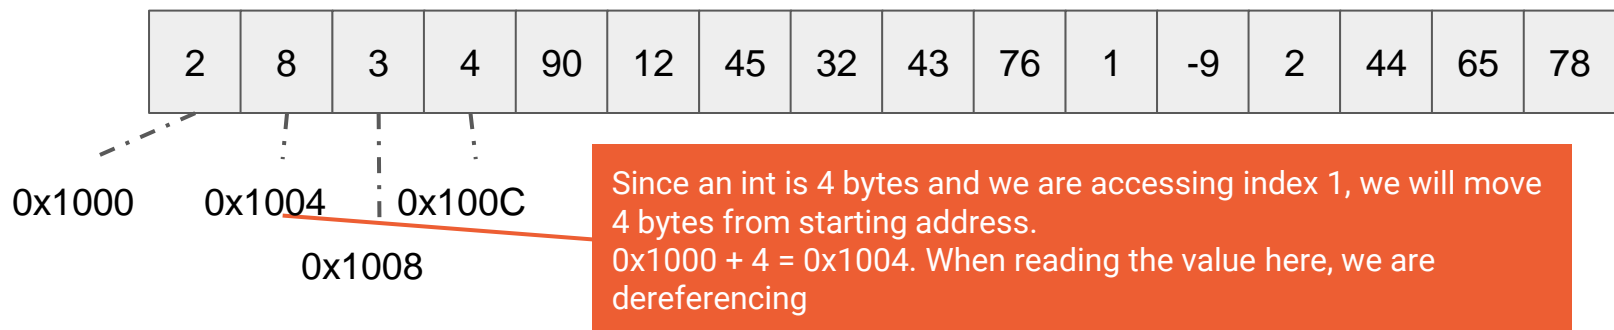 2 8 3 4 90 12 45 32 43 76 1 -9 2 44 65 78
0x1000 0x1004 0x100C
0x1008
Since an int is 4 bytes and we are accessing index 1, we will move
4 bytes from starting address.
0x1000 + 4 = 0x1004. When reading the value here, we are
dereferencing